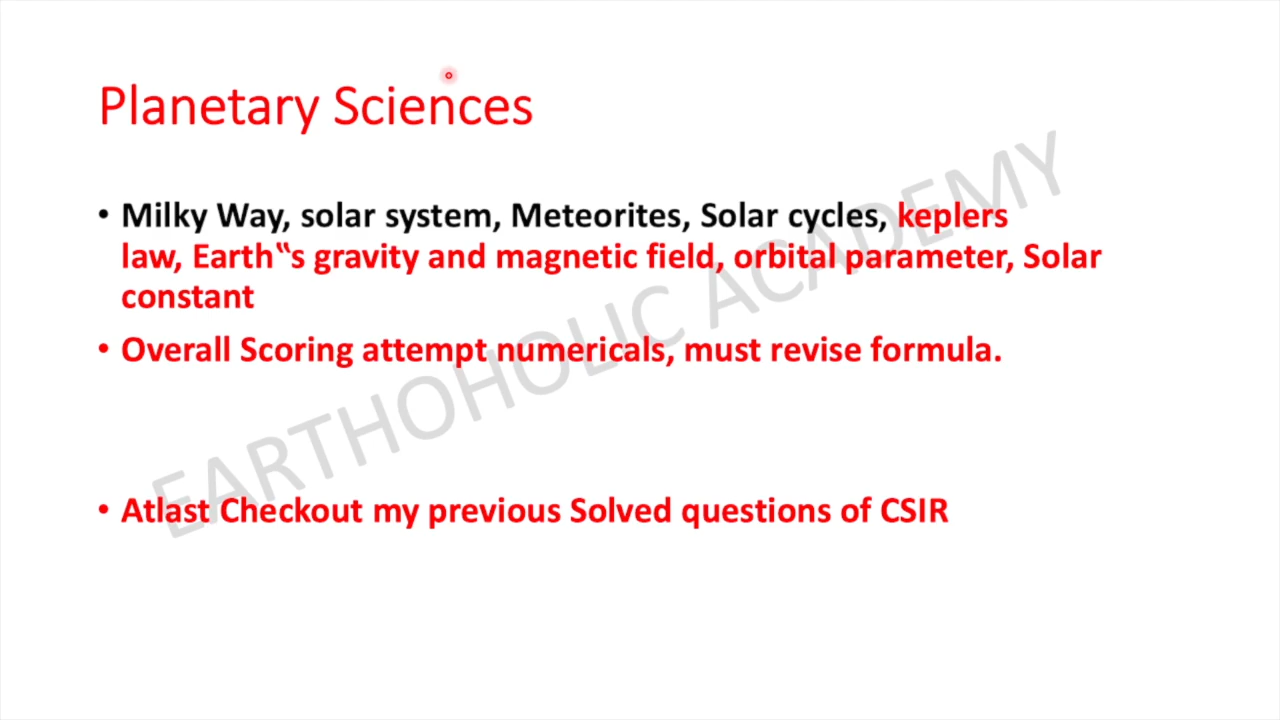 Planetary Sciences
• Milky Way, solar system, Meteorites, Solar cycles, keplers
law, Earth‟s gravity and magnetic field, orbital parameter, Solar
constant
• Overall Scoring attempt numericals, must revise formula.
EARTHOHOLIC ACADEMY
• Atlast Checkout my previous Solved questions of CSIR